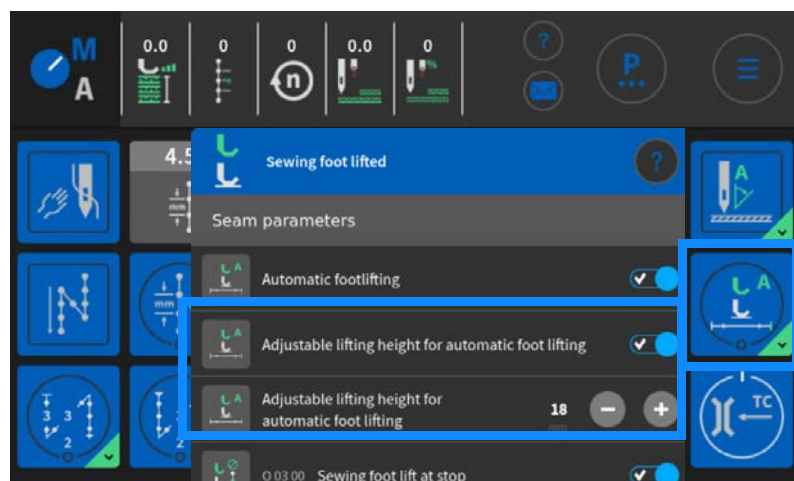 M
A
0.0
0
0
0.0
0
?
P
n
%
4.5
Sewing foot lifted
?
A
mm
Seam parameters
A
Automatic footlifting
A
mm
A
Adjustable lifting height for automatic foot lifting
A
Adjustable lifting height for
automatic foot lifting
18
mm
TC
3 3
2
2
O 03 00 Sewing foot lift at stop